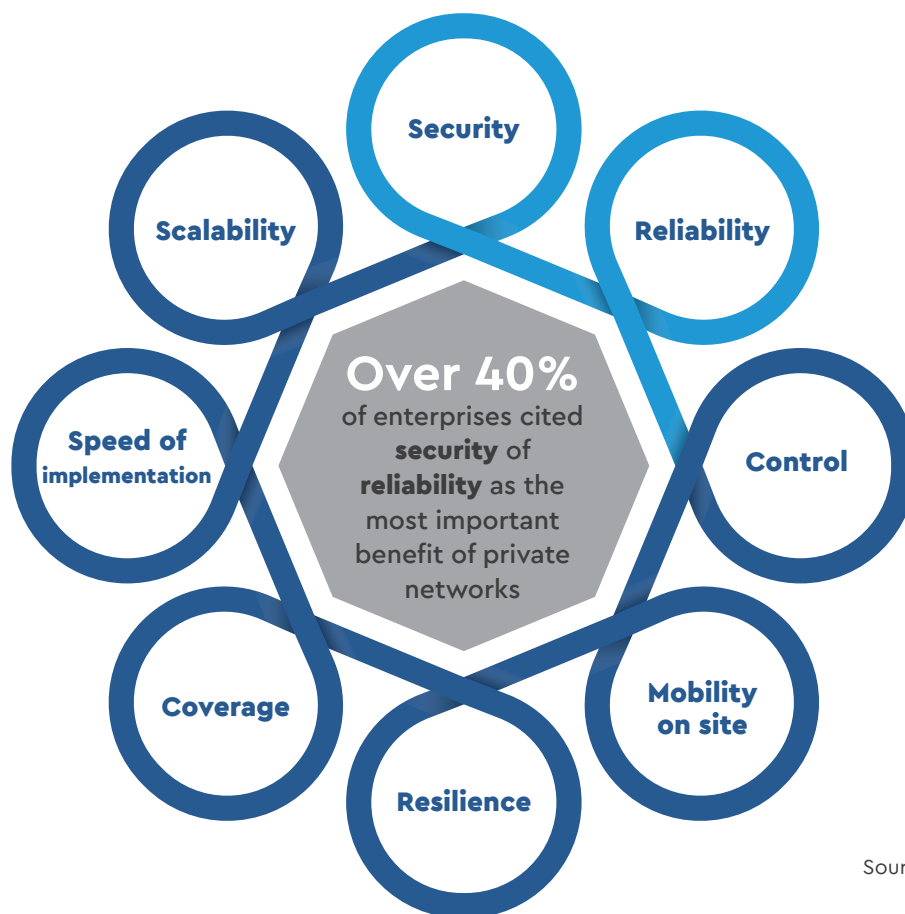 Security
Reliability
Control
Mobility
on site
Resilience
Coverage
Speed of
implementation
Scalability
Over 40%
of enterprises cited
security of
reliability as the
most important
benefit of private
networks